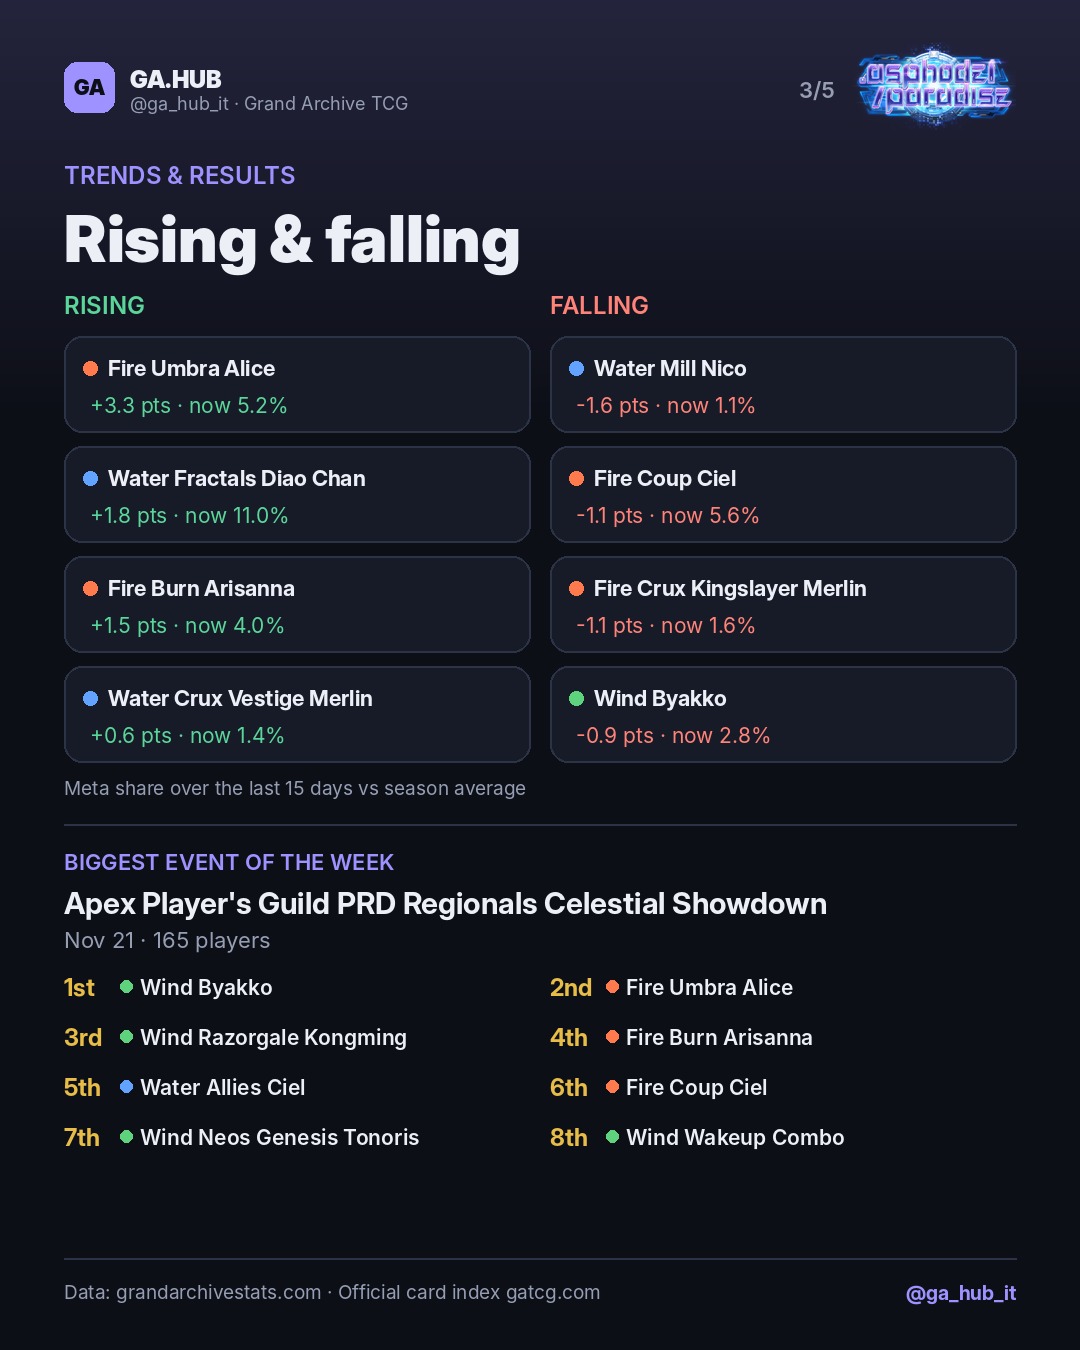 GA
GA.HUB
@ga_hub_it · Grand Archive TCG
3/5
.asphodel
/paradise
TRENDS & RESULTS
Rising & falling
RISING
Fire Umbra Alice
+3.3 pts · now 5.2%
Water Fractals Diao Chan
+1.8 pts · now 11.0%
Fire Burn Arisanna
+1.5 pts · now 4.0%
Water Crux Vestige Merlin
+0.6 pts · now 1.4%
FALLING
Water Mill Nico
-1.6 pts · now 1.1%
Fire Coup Ciel
-1.1 pts · now 5.6%
Fire Crux Kingslayer Merlin
-1.1 pts · now 1.6%
Wind Byakko
-0.9 pts · now 2.8%
Meta share over the last 15 days vs season average
BIGGEST EVENT OF THE WEEK
Apex Player's Guild PRD Regionals Celestial Showdown
Nov 21 · 165 players
1st Wind Byakko
2nd Fire Umbra Alice
3rd Wind Razorgale Kongming
4th Fire Burn Arisanna
5th Water Allies Ciel
6th Fire Coup Ciel
7th Wind Neos Genesis Tonoris
8th Wind Wakeup Combo
Data: grandarchivestats.com · Official card index gatcg.com
@ga_hub_it